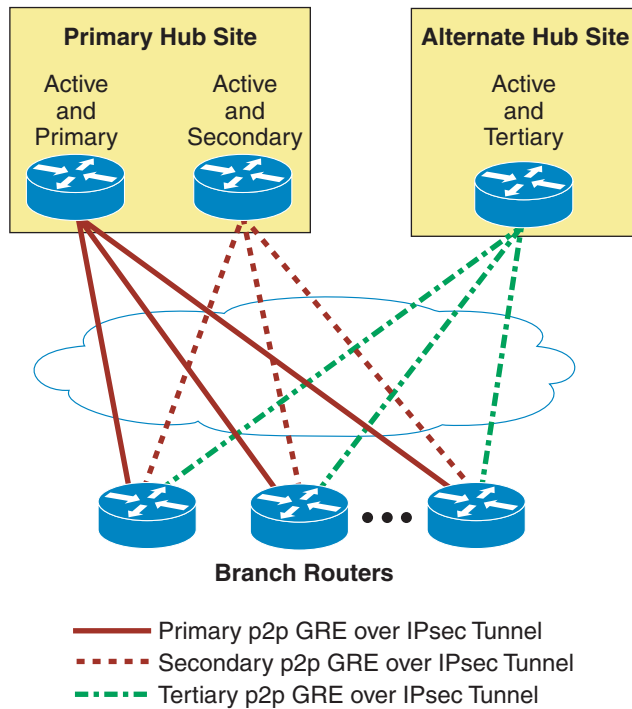 Primary Hub Site
Active
and
Primary
Active
and
Secondary
Alternate Hub Site
Active
and
Tertiary
Branch Routers
Primary p2p GRE over IPsec Tunnel
Secondary p2p GRE over IPsec Tunnel
Tertiary p2p GRE over IPsec Tunnel